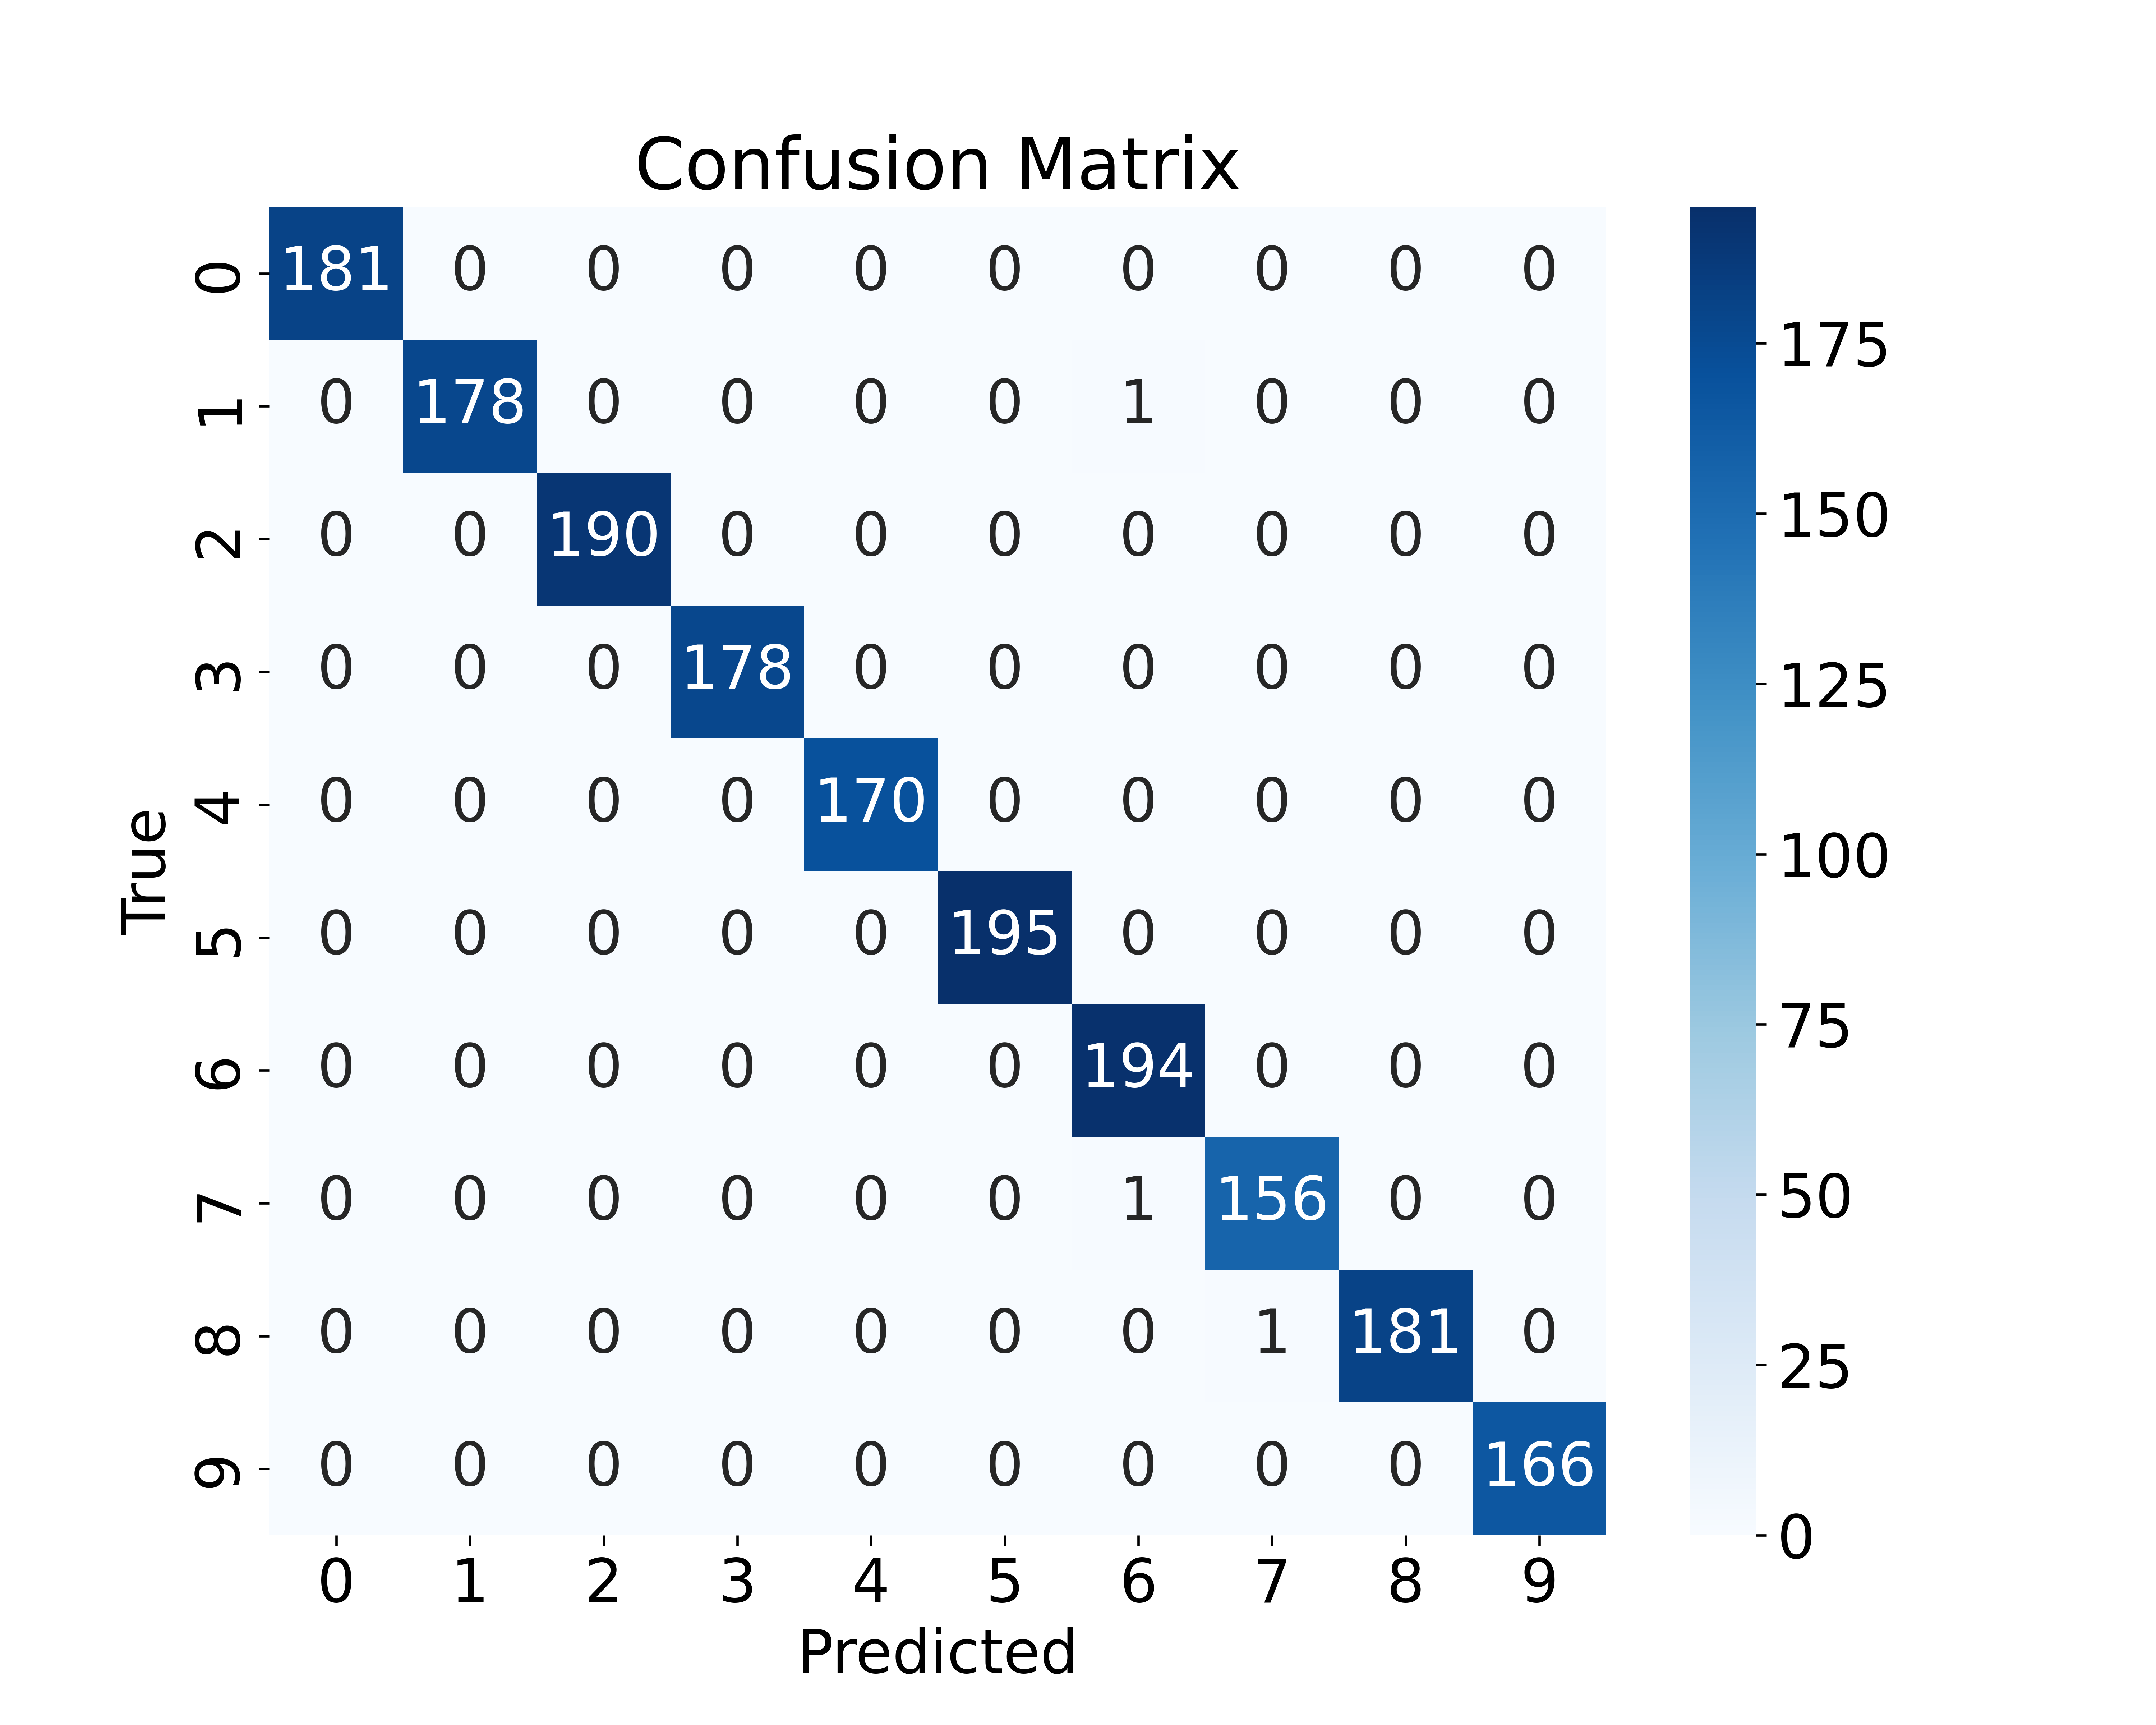 Confusion Matrix
0 181 0 0 0 0 0 0 0 0 0
1 0 178 0 0 0 0 1 0 0 0
2 0 0 190 0 0 0 0 0 0 0
3 0 0 0 178 0 0 0 0 0 0
4 0 0 0 0 170 0 0 0 0 0
5 0 0 0 0 0 195 0 0 0 0
6 0 0 0 0 0 0 194 0 0 0
7 0 0 0 0 0 0 1 156 0 0
8 0 0 0 0 0 0 0 1 181 0
9 0 0 0 0 0 0 0 0 0 166
0 1 2 3 4 5 6 7 8 9
Predicted
True
175
150
125
100
75
50
25
0